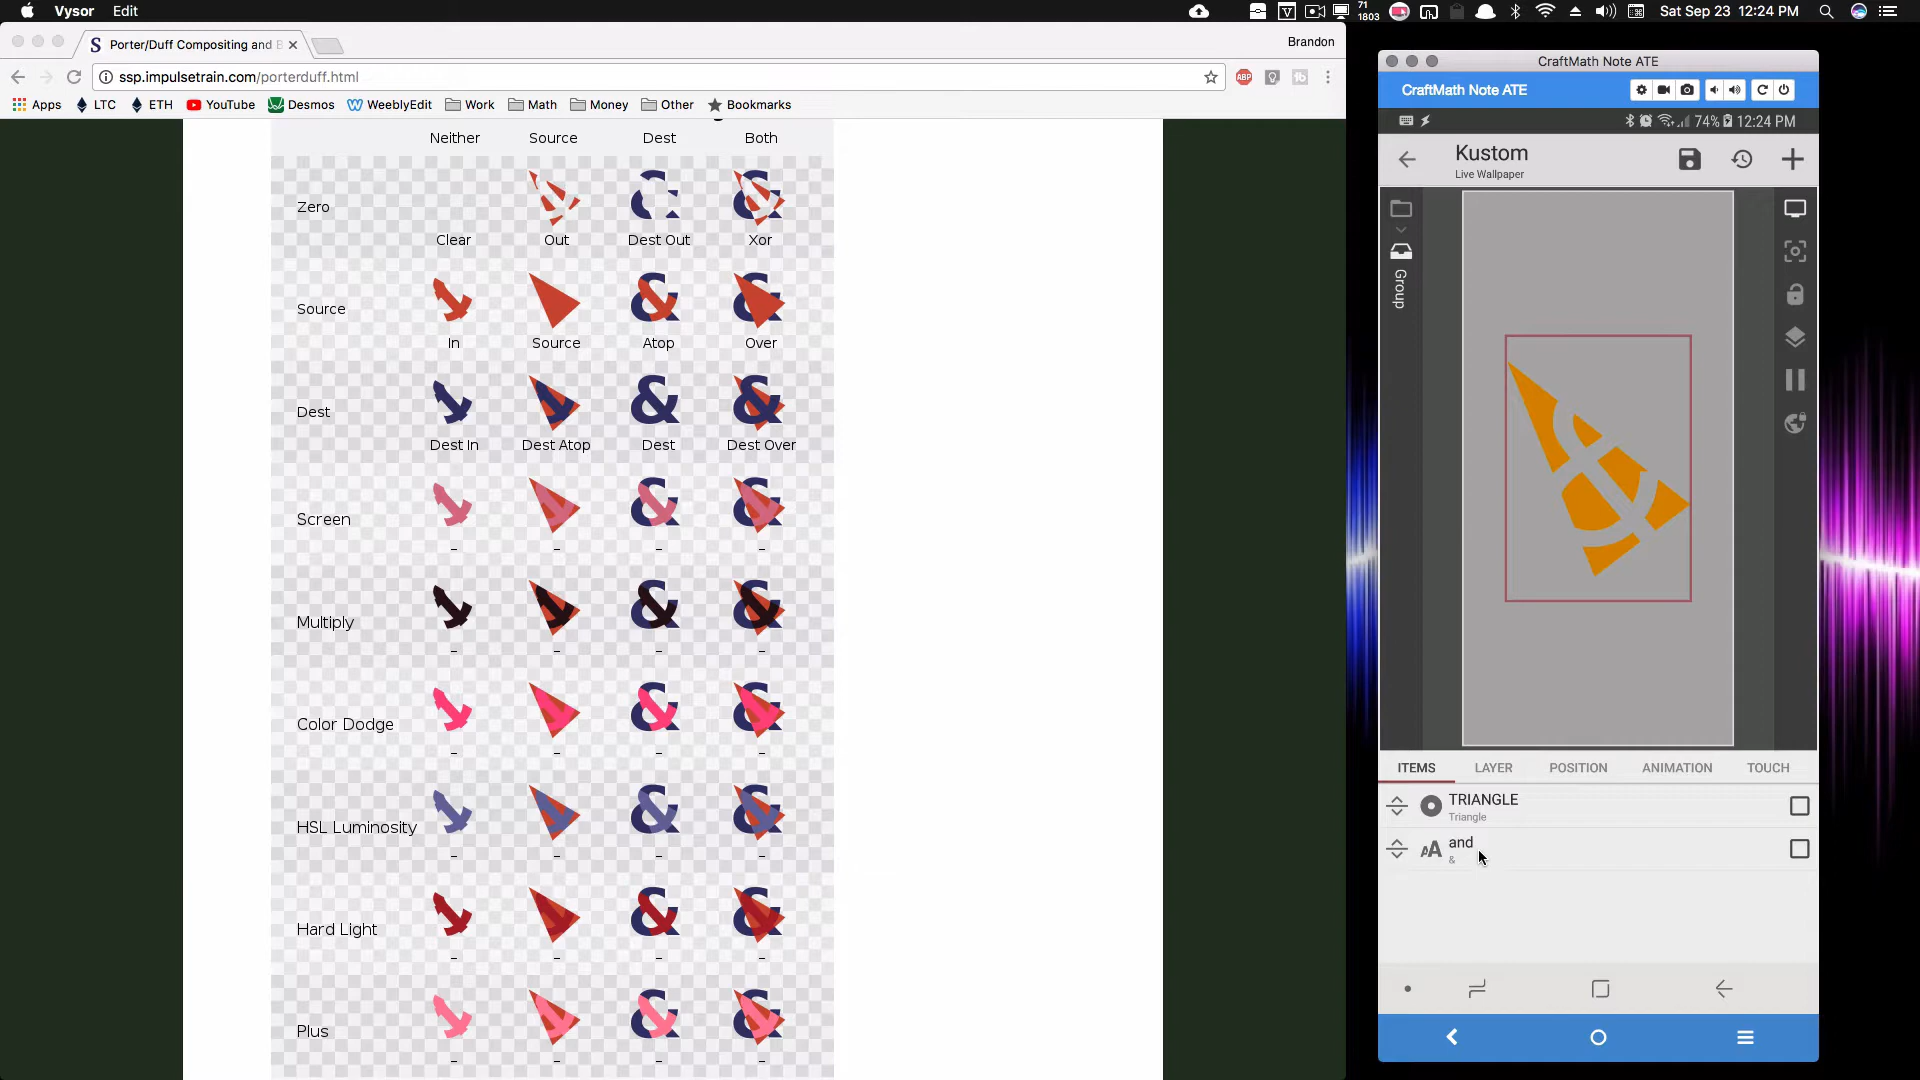 Vysor Edit
71
1803
Sat Sep 23 12:24 PM
Porter/Duff Compositing and B
Brandon
ssp.impulsetrain.com/porterduff.html
ABP
Apps LTC ETH YouTube Desmos WeeblyEdit Work Math Money Other Bookmarks
Neither Source Dest Both
Zero
Clear Out Dest Out Xor
Source
In Source Atop Over
Dest
Dest In Dest Atop Dest Dest Over
Screen
– – – –
Multiply
– – – –
Color Dodge
– – – –
HSL Luminosity
– – – –
Hard Light
– – – –
Plus
– – – –
CraftMath Note ATE
CraftMath Note ATE
74% 12:24 PM
Kustom
Live Wallpaper
Group
ITEMS LAYER POSITION ANIMATION TOUCH
TRIANGLE
Triangle
and
&